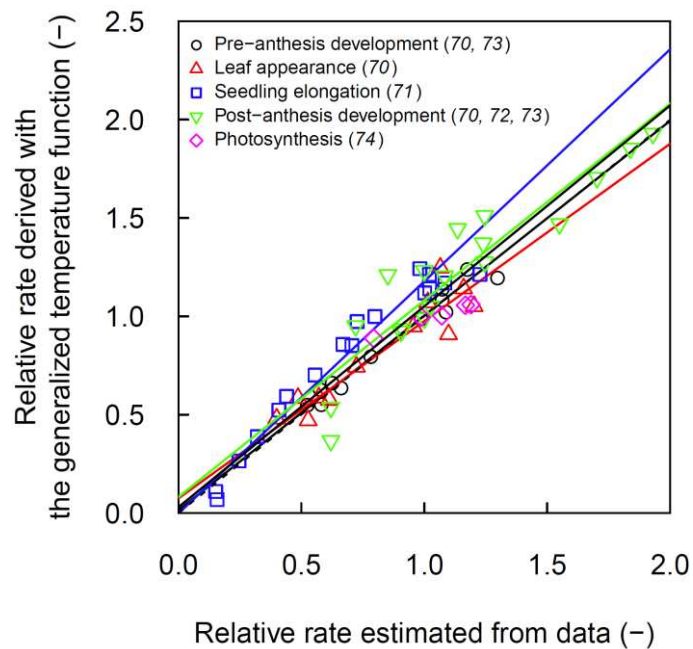 Relative rate derived with
the generalized temperature function (−)
2.5
2.0
1.5
1.0
0.5
0.0
Pre−anthesis development (70, 73)
Leaf appearance (70)
Seedling elongation (71)
Post−anthesis development (70, 72, 73)
Photosynthesis (74)
0.0 0.5 1.0 1.5 2.0
Relative rate estimated from data (−)